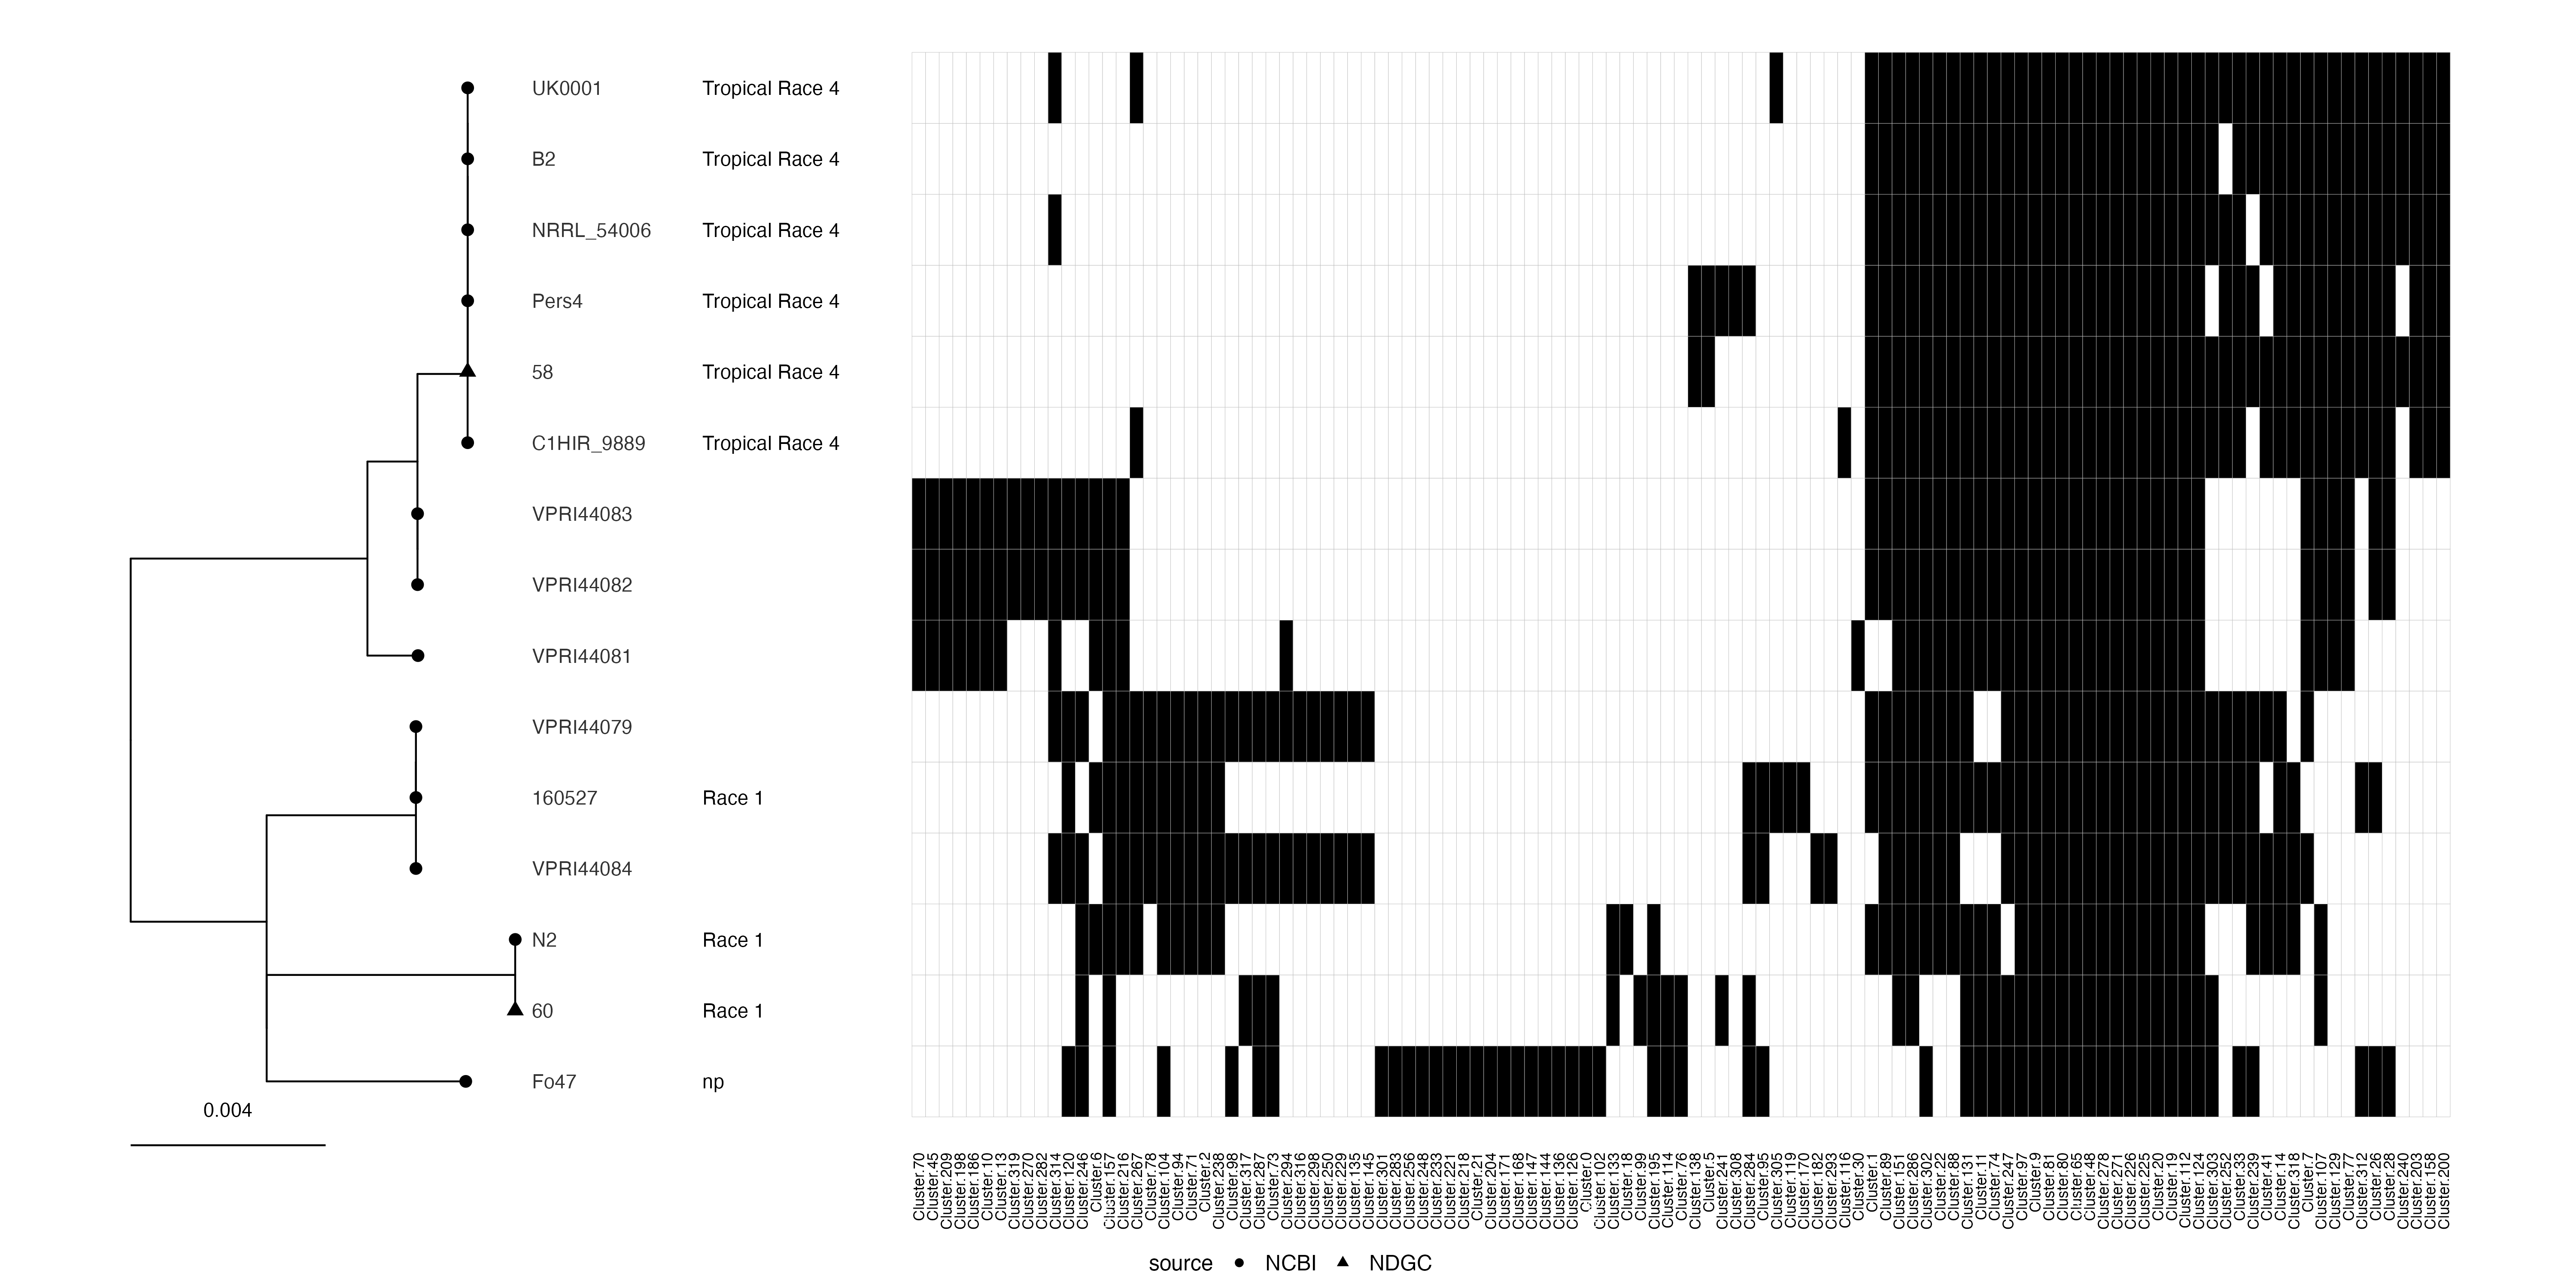 UK0001 Tropical Race 4
B2 Tropical Race 4
NRRL_54006 Tropical Race 4
Pers4 Tropical Race 4
58 Tropical Race 4
C1HIR_9889 Tropical Race 4
VPRI44083
VPRI44082
VPRI44081
VPRI44079
160527 Race 1
VPRI44084
N2 Race 1
60 Race 1
Fo47 np
0.004
Cluster.70
Cluster.45
Cluster.209
Cluster.198
Cluster.186
Cluster.10
Cluster.13
Cluster.319
Cluster.270
Cluster.282
Cluster.314
Cluster.120
Cluster.246
Cluster.6
Cluster.157
Cluster.216
Cluster.267
Cluster.78
Cluster.104
Cluster.94
Cluster.71
Cluster.2
Cluster.238
Cluster.98
Cluster.317
Cluster.287
Cluster.73
Cluster.294
Cluster.316
Cluster.298
Cluster.250
Cluster.229
Cluster.135
Cluster.145
Cluster.301
Cluster.283
Cluster.256
Cluster.248
Cluster.233
Cluster.221
Cluster.218
Cluster.21
Cluster.204
Cluster.171
Cluster.168
Cluster.147
Cluster.144
Cluster.136
Cluster.126
Cluster.0
Cluster.102
Cluster.133
Cluster.18
Cluster.99
Cluster.195
Cluster.114
Cluster.76
Cluster.138
Cluster.5
Cluster.241
Cluster.308
Cluster.284
Cluster.95
Cluster.305
Cluster.119
Cluster.170
Cluster.182
Cluster.293
Cluster.116
Cluster.30
Cluster.1
Cluster.89
Cluster.151
Cluster.286
Cluster.302
Cluster.22
Cluster.88
Cluster.131
Cluster.11
Cluster.74
Cluster.247
Cluster.97
Cluster.9
Cluster.81
Cluster.80
Cluster.65
Cluster.48
Cluster.278
Cluster.271
Cluster.226
Cluster.225
Cluster.20
Cluster.19
Cluster.112
Cluster.124
Cluster.303
Cluster.252
Cluster.33
Cluster.239
Cluster.41
Cluster.14
Cluster.318
Cluster.7
Cluster.107
Cluster.129
Cluster.77
Cluster.312
Cluster.26
Cluster.28
Cluster.240
Cluster.203
Cluster.158
Cluster.200
source NCBI NDGC